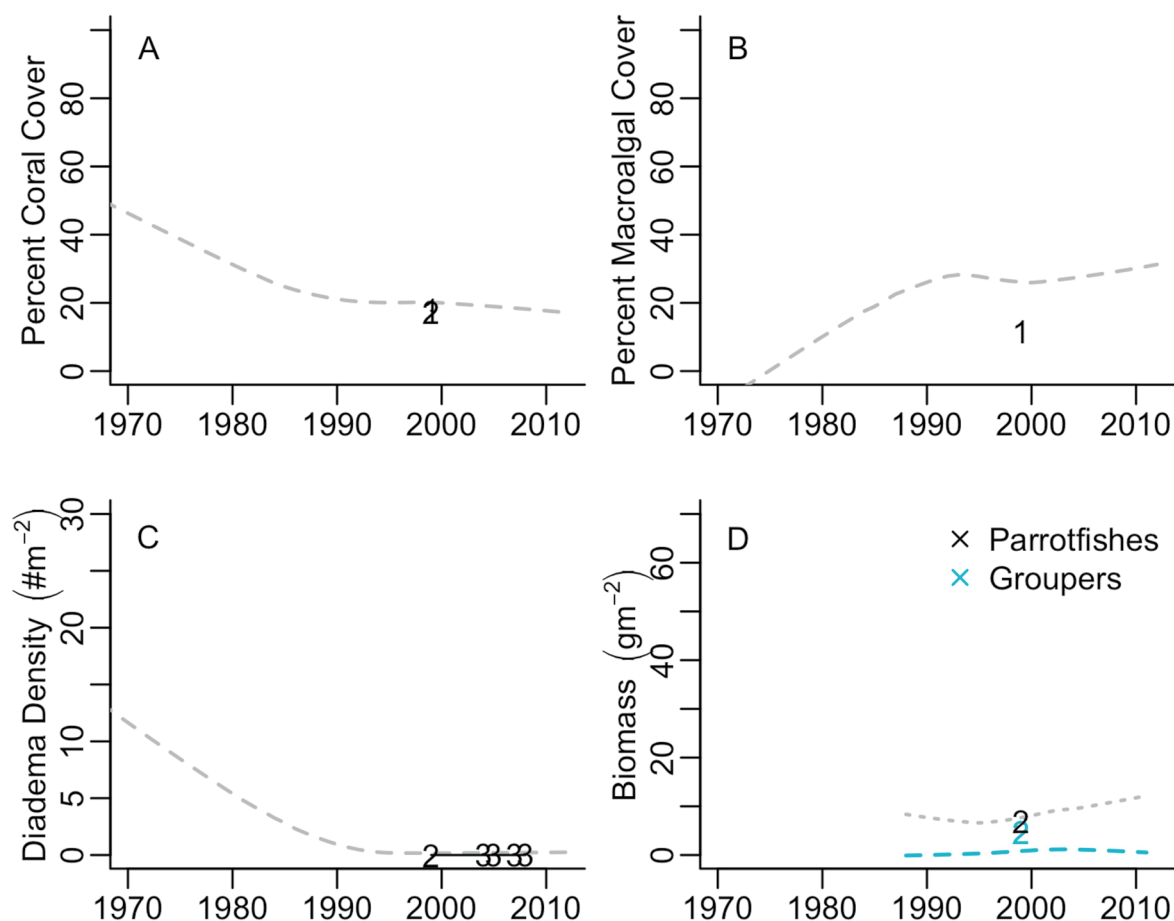 A
Percent Coral Cover
0 20 40 60 80
1
2
1970 1980 1990 2000 2010
B
Percent Macroalgal Cover
0 20 40 60 80
1
1970 1980 1990 2000 2010
C
Diadema Density (#m−2)
0 5 10 20 30
2 3 3 3 3
1970 1980 1990 2000 2010
D
Parrotfishes
Groupers
Biomass (gm−2)
0 20 40 60
2
2
1970 1980 1990 2000 2010